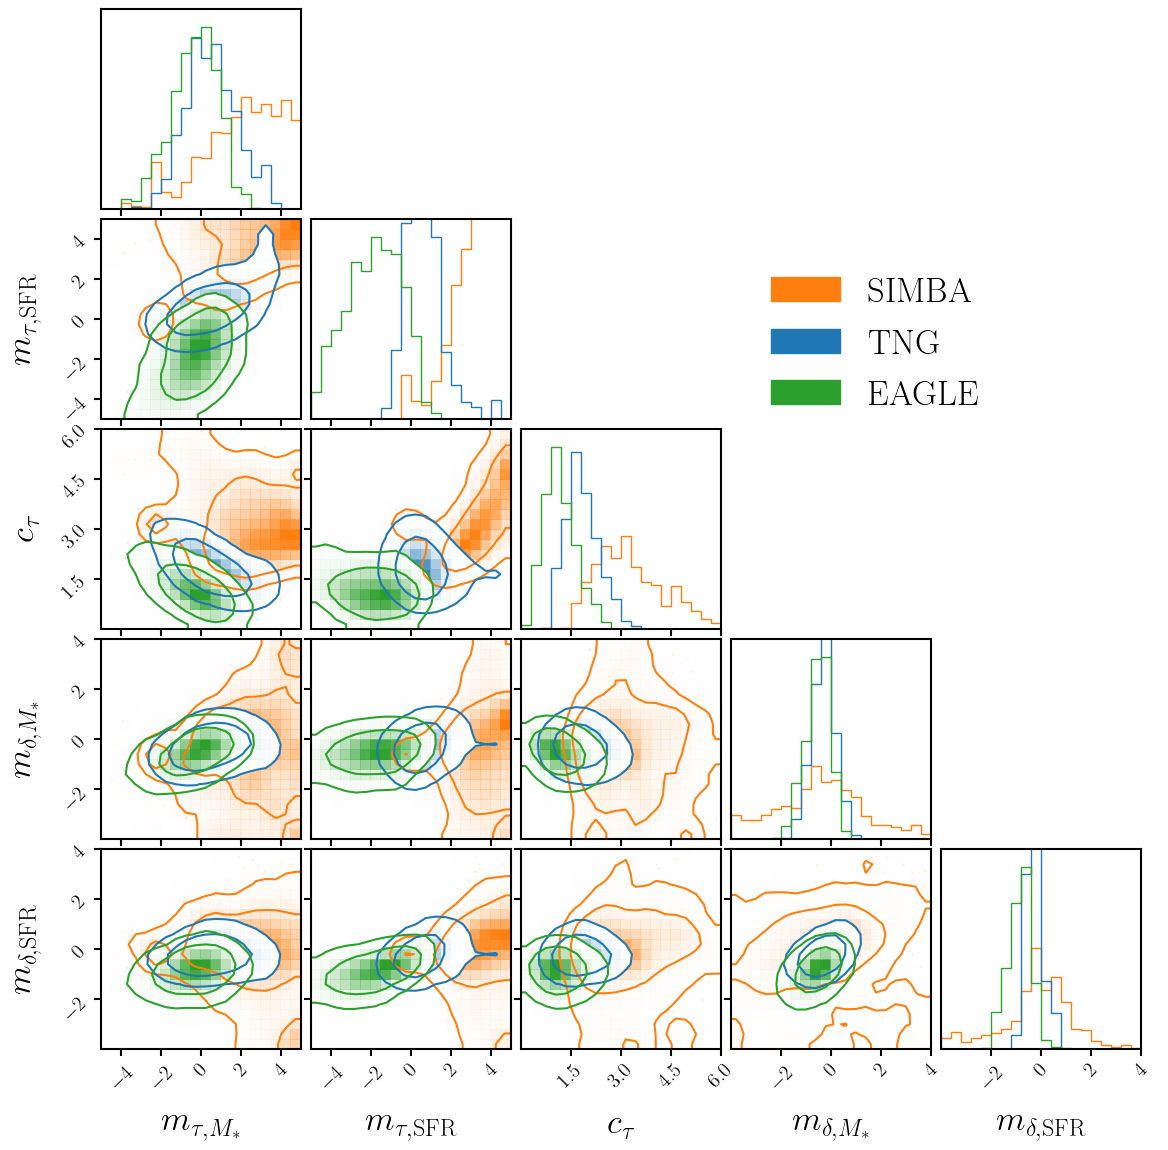 4
2
0
−2
−4
m_{τ,SFR}
SIMBA
TNG
EAGLE
6.0
4.5
3.0
1.5
c_τ
4
2
0
−2
m_{δ,M_*}
4
2
0
−2
m_{δ,SFR}
−4 −2 0 2 4 −4 −2 0 2 4 1.5 3.0 4.5 6.0 −2 0 2 4 −2 0 2 4
m_{τ,M_*} m_{τ,SFR} c_τ m_{δ,M_*} m_{δ,SFR}